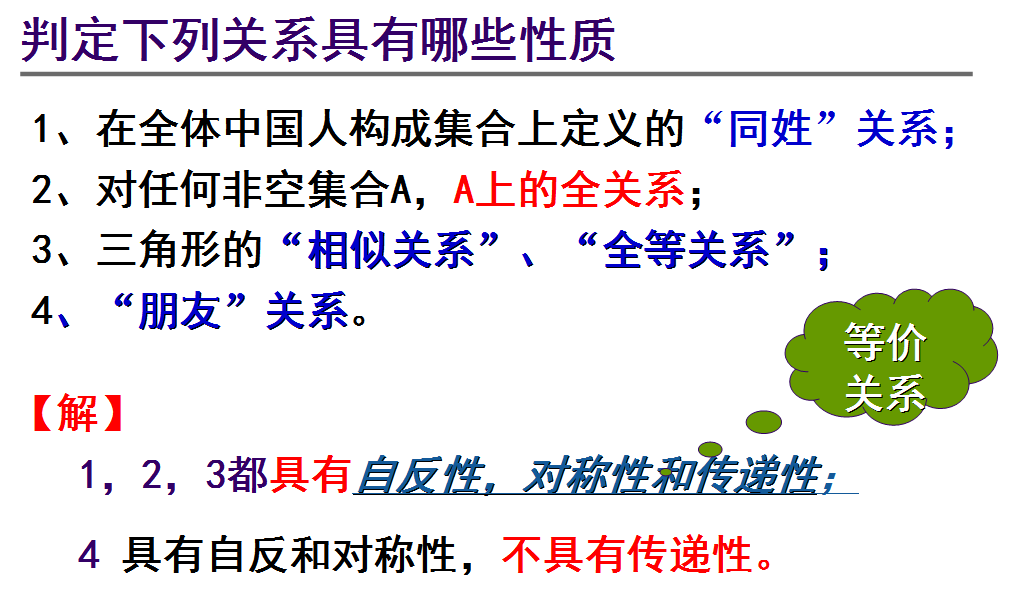 判定下列关系具有哪些性质
1、在全体中国人构成集合上定义的“同姓”关系；
2、对任何非空集合A，A上的全关系；
3、三角形的“相似关系”、“全等关系”；
4、“朋友”关系。
等价
关系
【解】
1，2，3都具有自反性，对称性和传递性；
4 具有自反和对称性，不具有传递性。